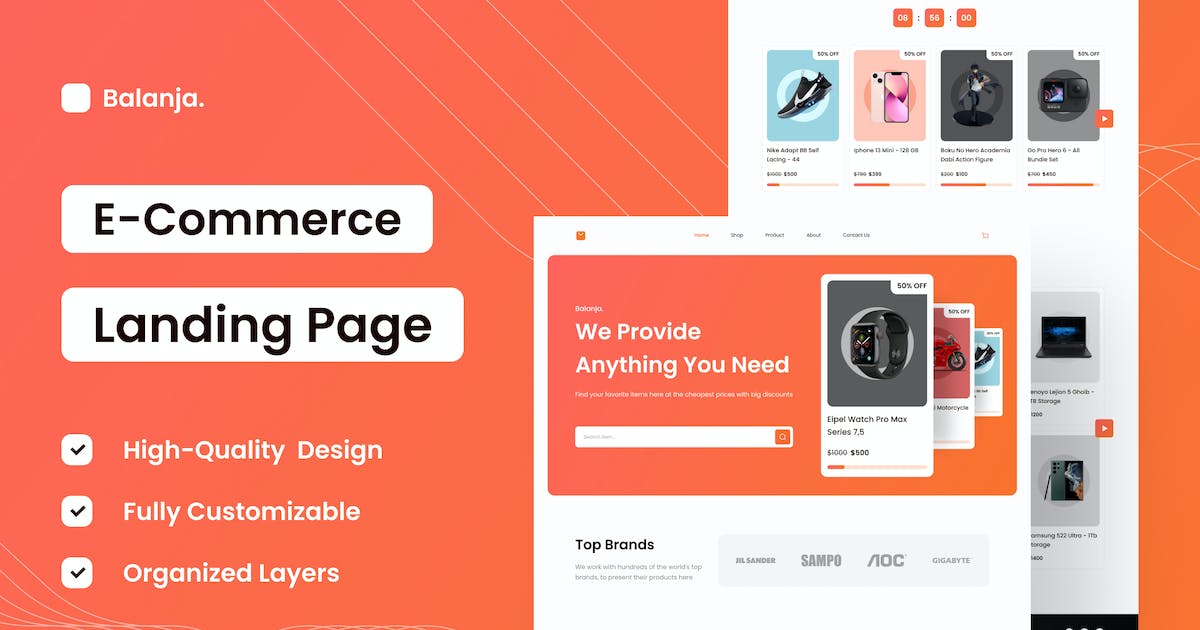 Balanja.
E-Commerce
Landing Page
High-Quality Design
Fully Customizable
Organized Layers
08 : 56 : 00
50% OFF
Nike Adapt BB Self
Lacing - 44
$1000 $500
50% OFF
Iphone 13 Mini - 128 GB
$799 $399
50% OFF
Boku No Hero Academia
Dabi Action Figure
$200 $100
50% OFF
Go Pro Hero 6 - All
Bundle Set
$700 $450
Home
Shop
Product
About
Contact Us
Balanja.
We Provide
Anything You Need
Find your favorite items here at the cheapest prices with big discounts
Search item...
50% OFF
Eipel Watch Pro Max
Series 7,5
$1000 $500
50% OFF
Motorcycle
50% OFF
Top Brands
We work with hundreds of the world's top
brands, to present their products here
JIL SANDER
SAMPO
AOC
GIGABYTE
enoyo Lejion 5 Ghoib -
TB Storage
1200
amsung S22 Ultra - 1Tb
torage
1400